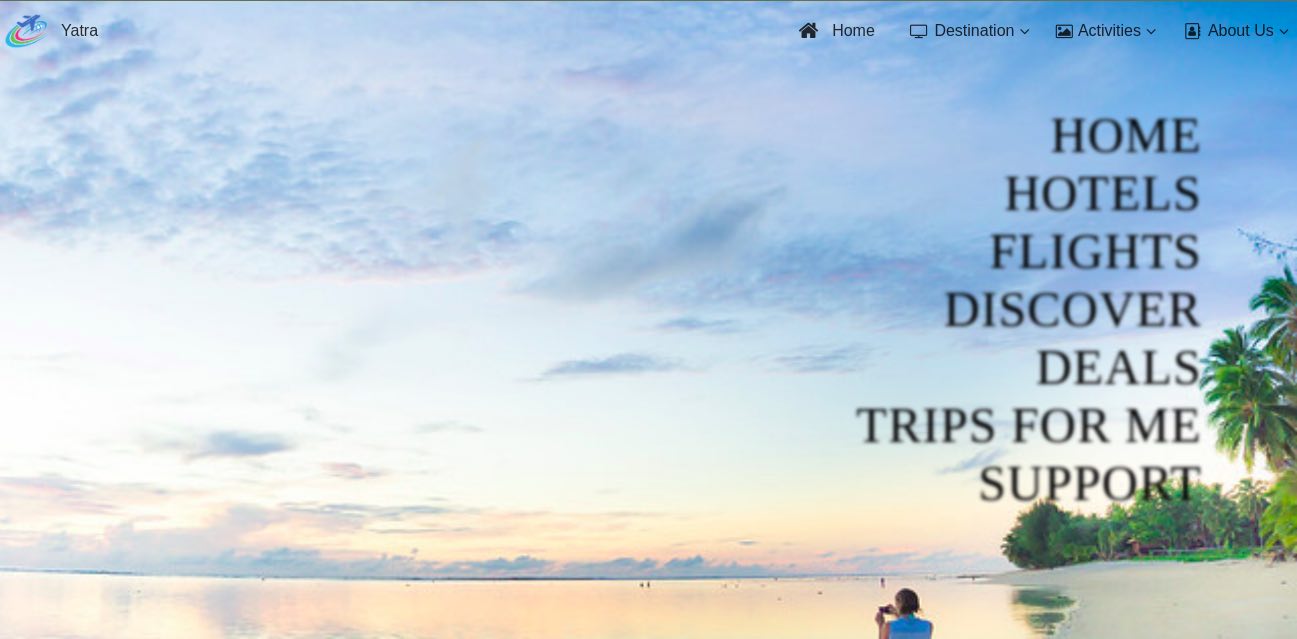 Yatra Home Destination Activities About Us
HOME
HOTELS
FLIGHTS
DISCOVER
DEALS
TRIPS FOR ME
SUPPORT